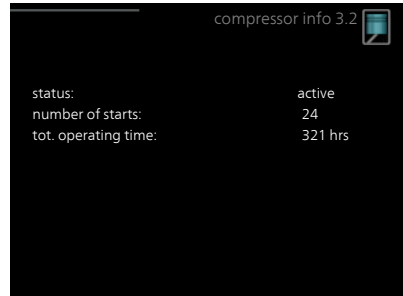 compressor info 3.2
status: active
number of starts: 24
tot. operating time: 321 hrs